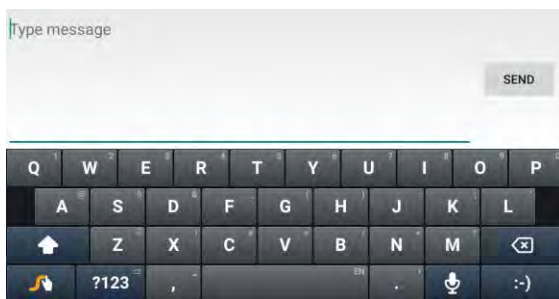 Type message
SEND
Q W E R T Y U I O P
A S D F G H J K L
Z X C V B N M
?123 , EN . :-)